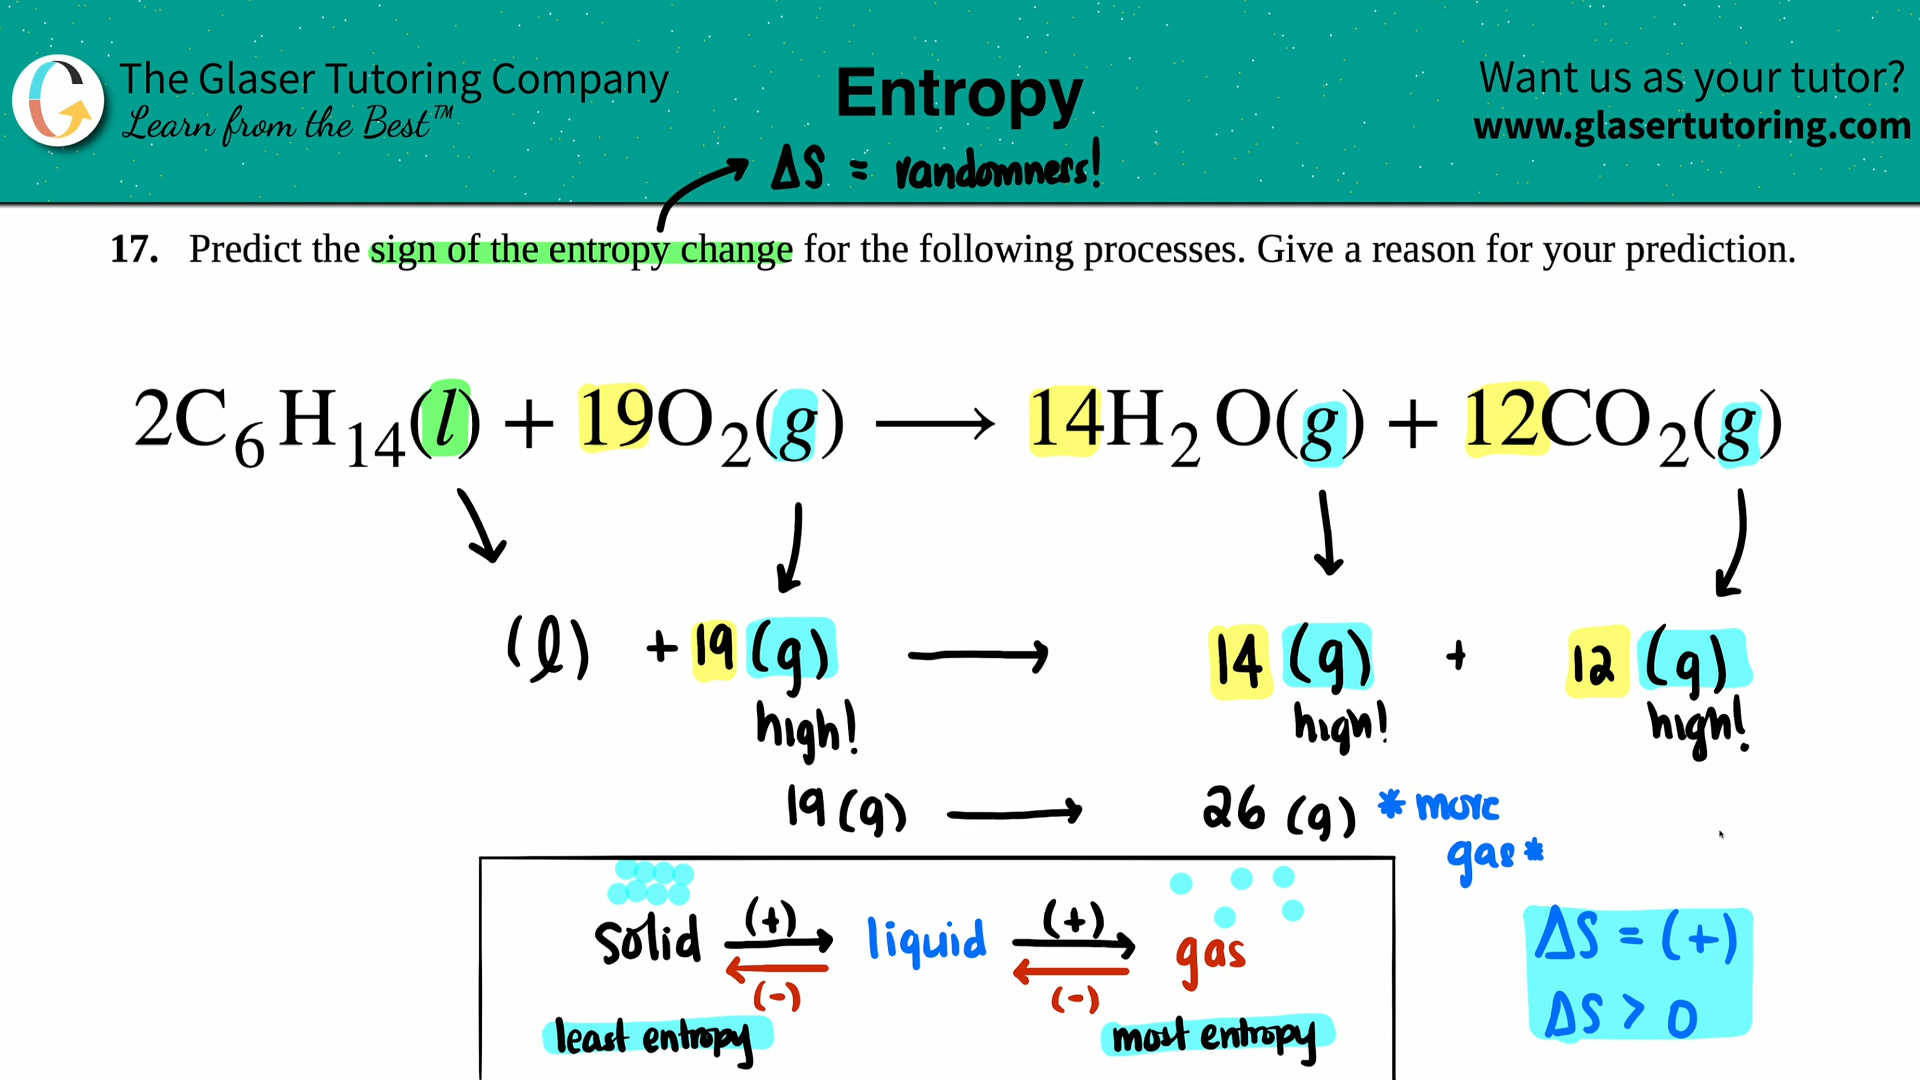 The Glaser Tutoring Company
Learn from the Best™
Entropy
ΔS = randomness!
Want us as your tutor?
www.glasertutoring.com
17. Predict the sign of the entropy change for the following processes. Give a reason for your prediction.
2C₆H₁₄(l) + 19O₂(g) ⟶ 14H₂O(g) + 12CO₂(g)
(l) + 19 (g) ⟶ 14 (g) + 12 (g)
high! high! high!
19 (g) ⟶ 26 (g) * more
gas *
(+) (+)
solid liquid gas
(-) (-)
least entropy most entropy
ΔS = (+)
ΔS > 0